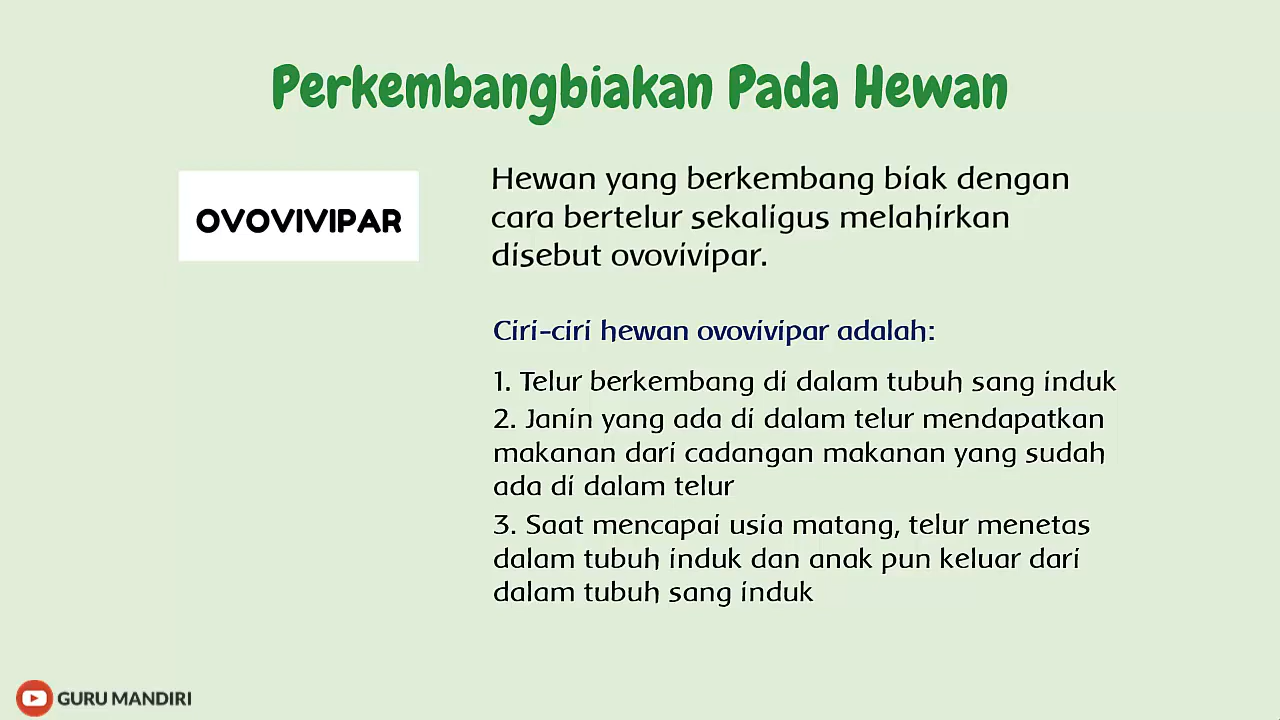 Perkembangbiakan Pada Hewan
OVOVIVIPAR
Hewan yang berkembang biak dengan
cara bertelur sekaligus melahirkan
disebut ovovivipar.
Ciri-ciri hewan ovovivipar adalah:
1. Telur berkembang di dalam tubuh sang induk
2. Janin yang ada di dalam telur mendapatkan
makanan dari cadangan makanan yang sudah
ada di dalam telur
3. Saat mencapai usia matang, telur menetas
dalam tubuh induk dan anak pun keluar dari
dalam tubuh sang induk
GURU MANDIRI